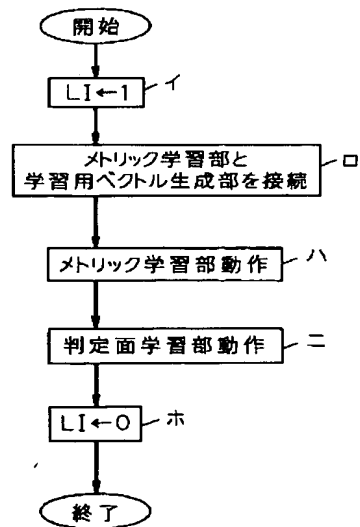 開始
LI←1
イ
メトリック学習部と
学習用ベクトル生成部を接続
ロ
メトリック学習部動作
ハ
判定面学習部動作
ニ
LI←0
ホ
終了